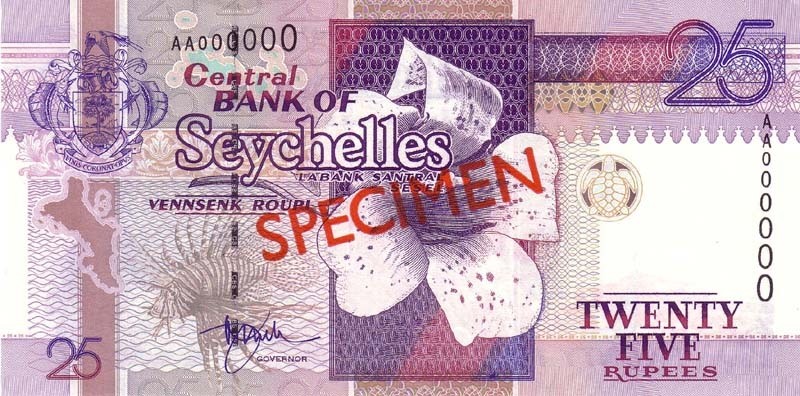 AA000000
25
Central
BANK OF
Seychelles
LABANK SANTRAL
SESEL
VENNSENK ROUPI
SPECIMEN
AA000000
FINIS CORONAT OPUS
25
GOVERNOR
TWENTY
FIVE
RUPEES